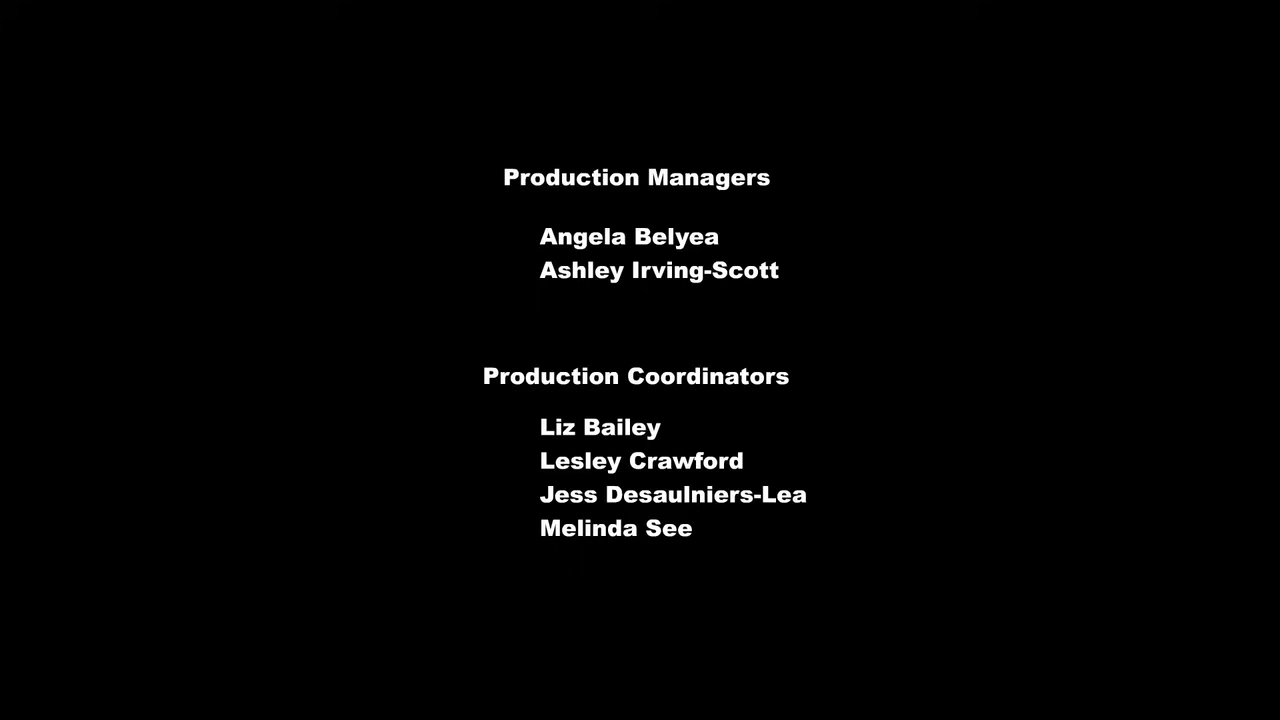 Production Managers
Angela Belyea
Ashley Irving-Scott
Production Coordinators
Liz Bailey
Lesley Crawford
Jess Desaulniers-Lea
Melinda See